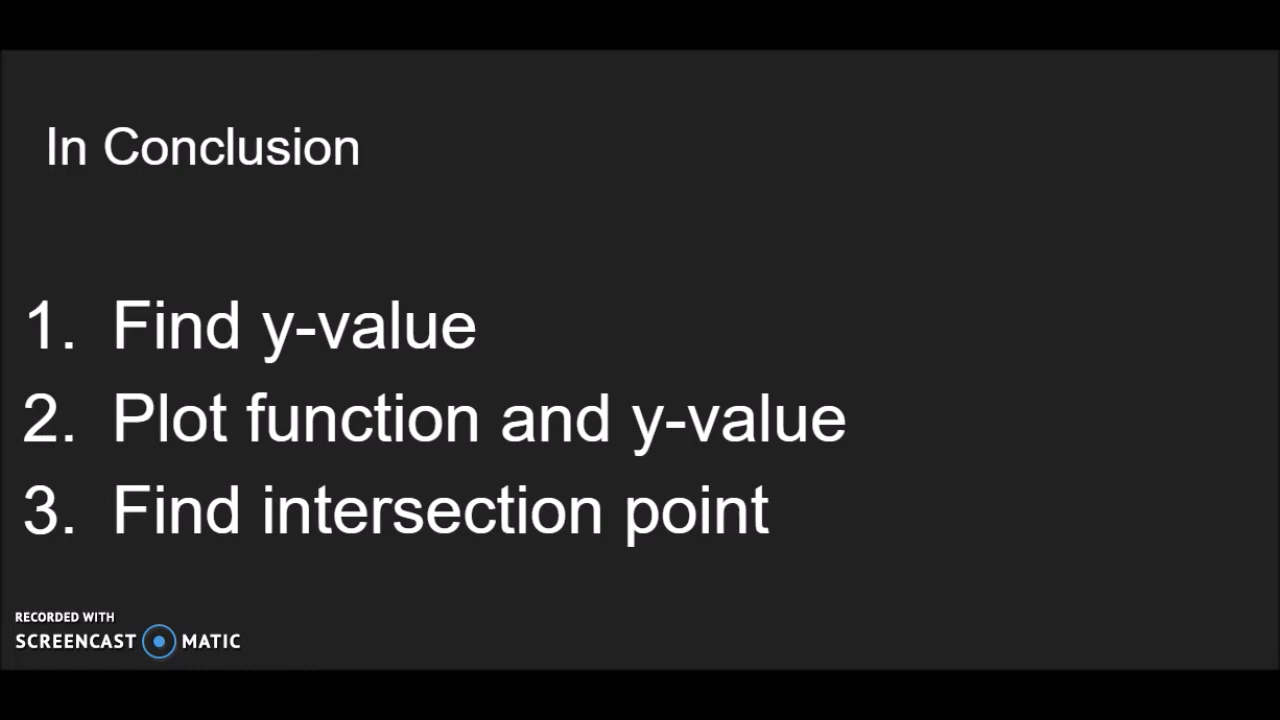 In Conclusion
1. Find y-value
2. Plot function and y-value
3. Find intersection point
RECORDED WITH
SCREENCAST MATIC